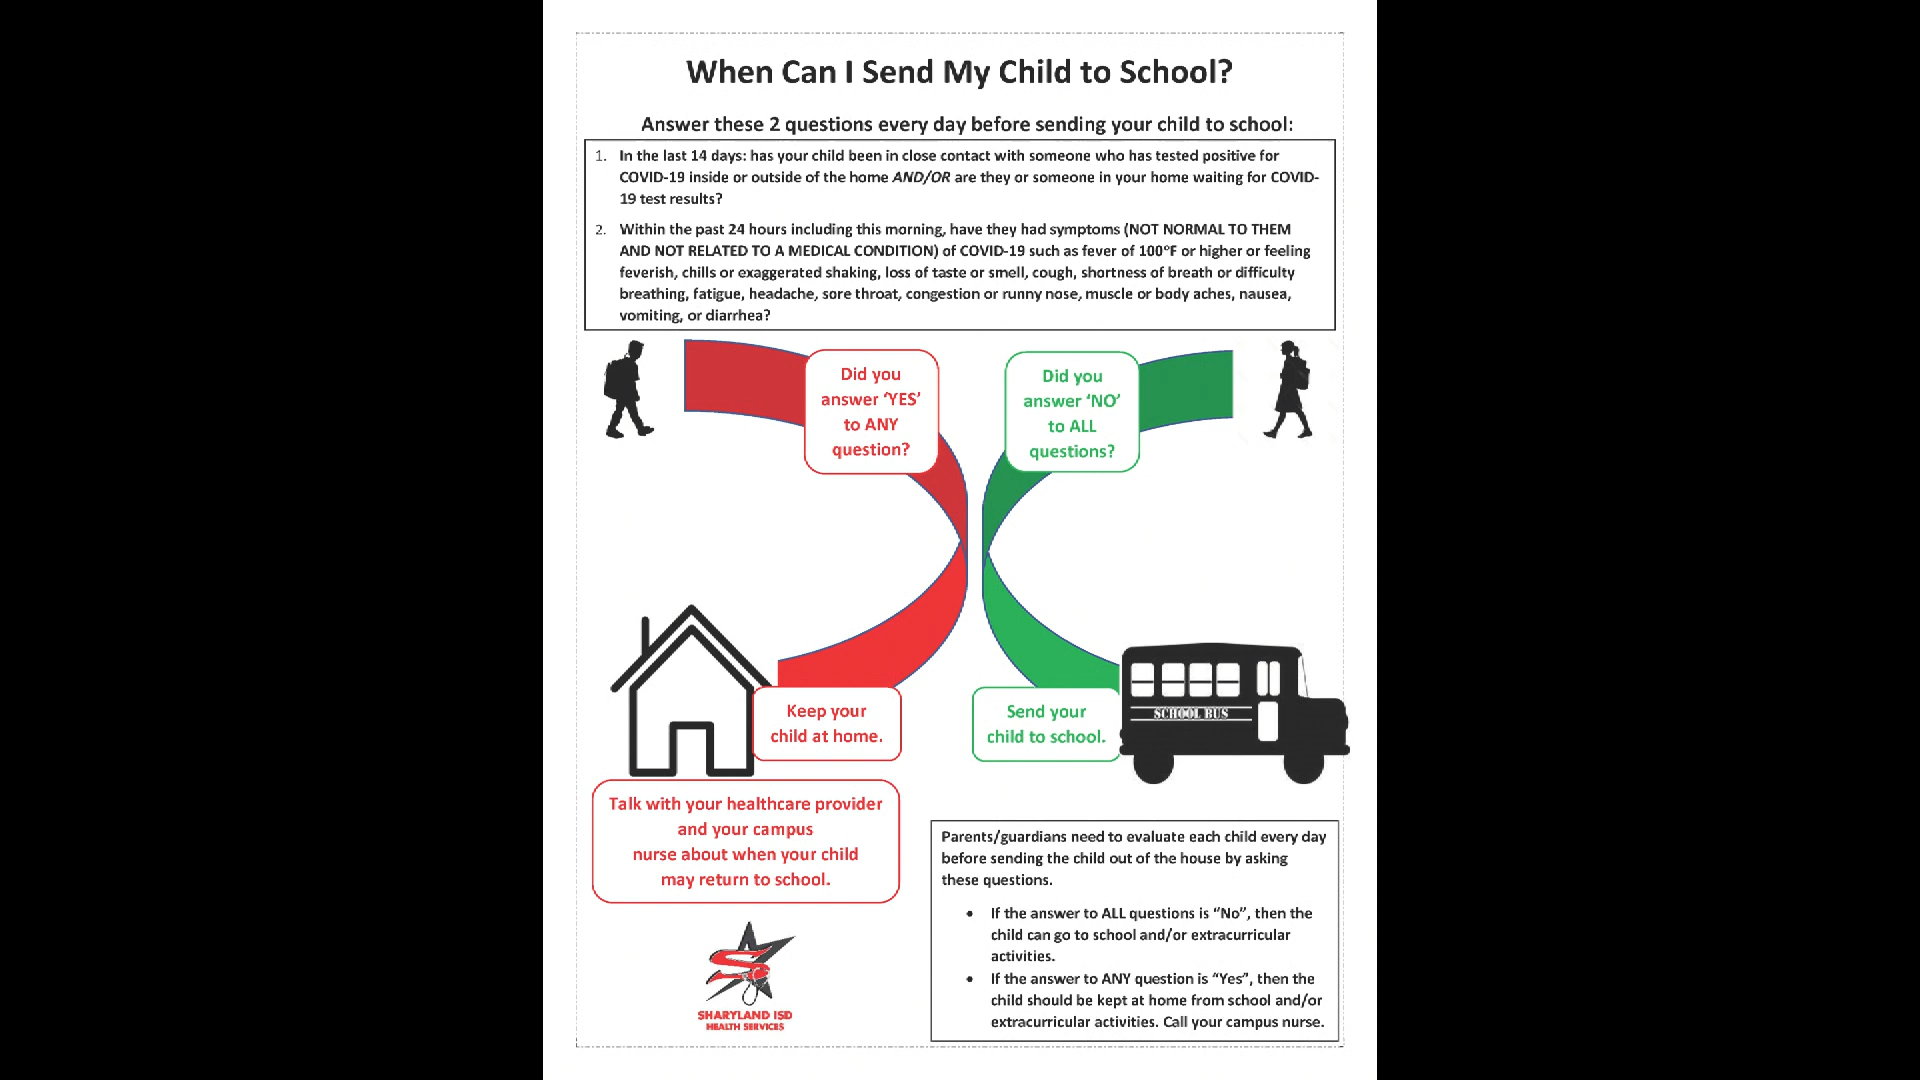 When Can I Send My Child to School?
Answer these 2 questions every day before sending your child to school:
1. In the last 14 days: has your child been in close contact with someone who has tested positive for
COVID-19 inside or outside of the home AND/OR are they or someone in your home waiting for COVID-
19 test results?
2. Within the past 24 hours including this morning, have they had symptoms (NOT NORMAL TO THEM
AND NOT RELATED TO A MEDICAL CONDITION) of COVID-19 such as fever of 100°F or higher or feeling
feverish, chills or exaggerated shaking, loss of taste or smell, cough, shortness of breath or difficulty
breathing, fatigue, headache, sore throat, congestion or runny nose, muscle or body aches, nausea,
vomiting, or diarrhea?
Did you
answer ‘YES’
to ANY
question?
Did you
answer ‘NO’
to ALL
questions?
Keep your
child at home.
Send your
child to school.
SCHOOL BUS
Talk with your healthcare provider
and your campus
nurse about when your child
may return to school.
Parents/guardians need to evaluate each child every day
before sending the child out of the house by asking
these questions.
• If the answer to ALL questions is “No”, then the
child can go to school and/or extracurricular
activities.
• If the answer to ANY question is “Yes”, then the
child should be kept at home from school and/or
extracurricular activities. Call your campus nurse.
SHARYLAND ISD
HEALTH SERVICES